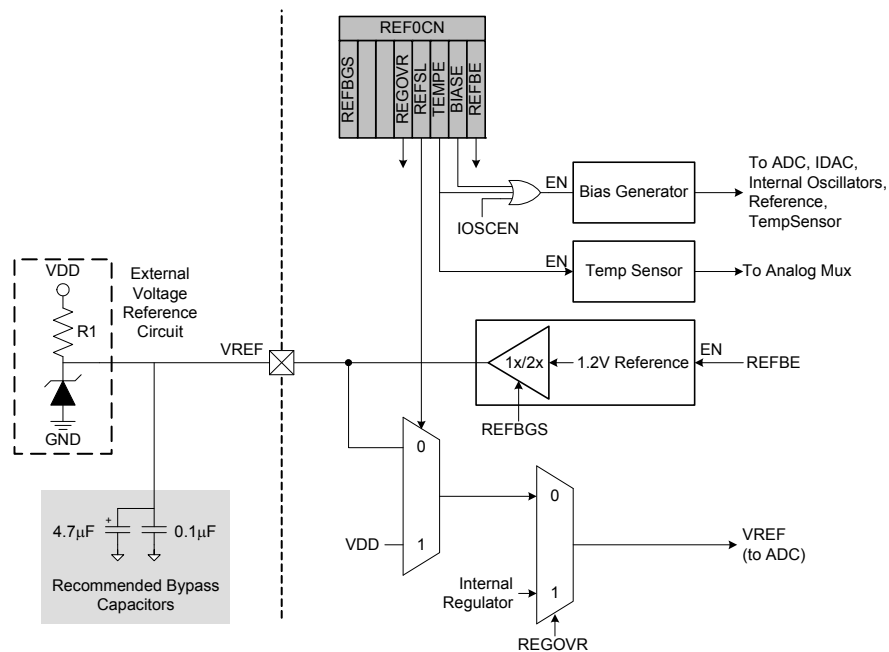 REF0CN
REFBGS
REGOVR
REFSL
TEMPE
BIASE
REFBE
EN
Bias Generator
To ADC, IDAC,
Internal Oscillators,
Reference,
TempSensor
IOSCEN
EN
Temp Sensor
To Analog Mux
VDD
R1
GND
External
Voltage
Reference
Circuit
VREF
1x/2x
1.2V Reference
EN
REFBE
REFBGS
0
1
VDD
0
1
Internal
Regulator
REGOVR
VREF
(to ADC)
4.7µF
+
0.1µF
Recommended Bypass
Capacitors